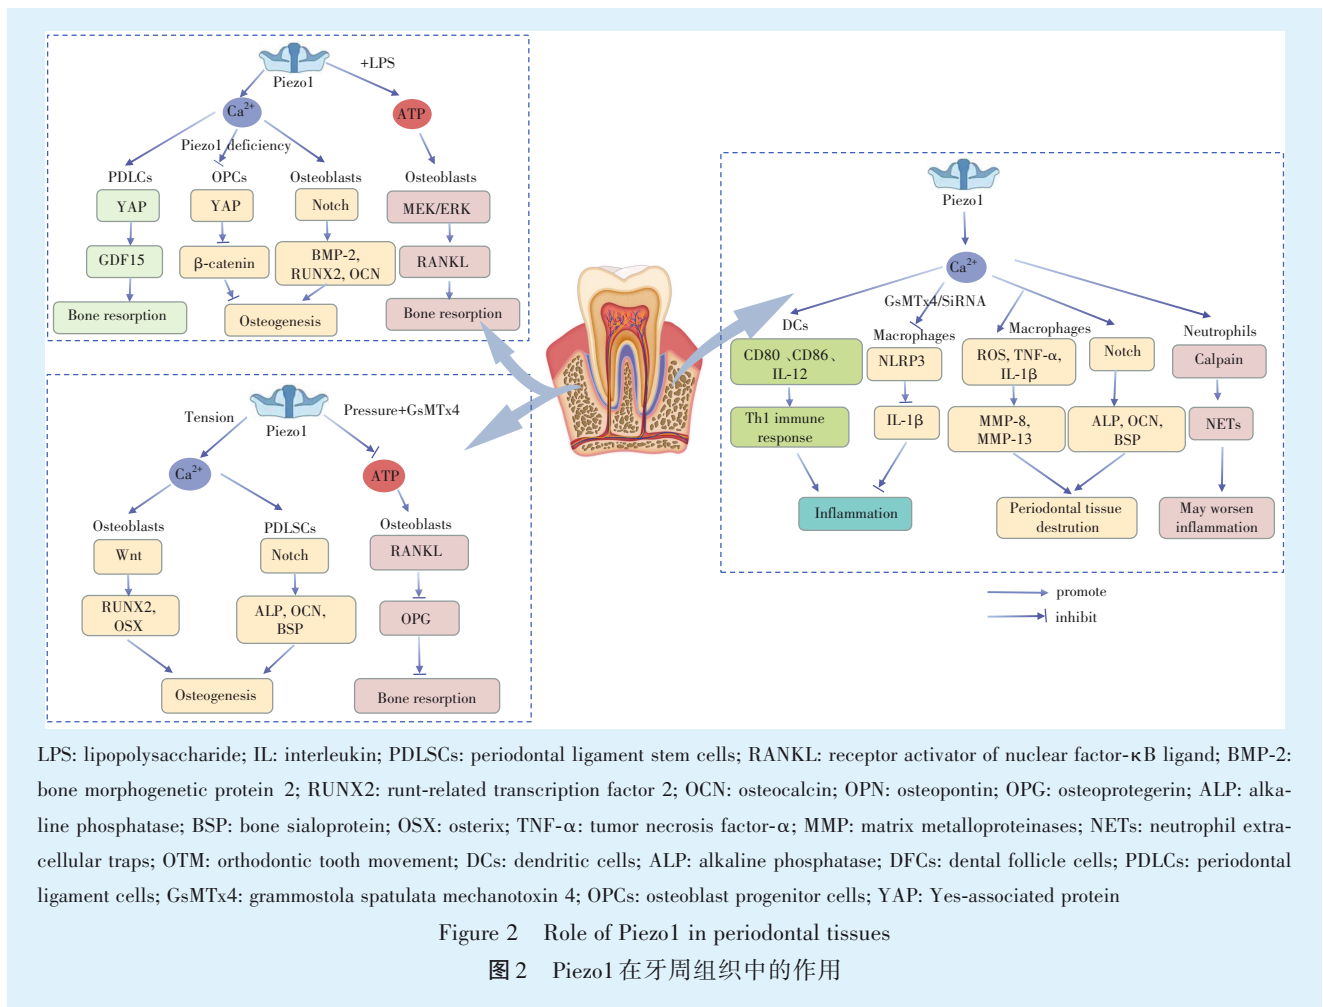 Piezo1
+LPS
Ca2+
ATP
Piezo1 deficiency
PDLCs
OPCs
Osteoblasts
Osteoblasts
YAP
YAP
Notch
MEK/ERK
GDF15
β-catenin
BMP-2,
RUNX2, OCN
RANKL
Bone resorption
Osteogenesis
Bone resorption
Tension
Piezo1
Pressure+GsMTx4
Ca2+
ATP
Osteoblasts
PDLSCs
Osteoblasts
Wnt
Notch
RANKL
RUNX2,
OSX
ALP, OCN,
BSP
OPG
Osteogenesis
Bone resorption
Piezo1
Ca2+
GsMTx4/SiRNA
DCs
Macrophages
Macrophages
Neutrophils
CD80 、CD86、
IL-12
NLRP3
ROS, TNF-α,
IL-1β
Notch
Calpain
Th1 immune
response
IL-1β
MMP-8,
MMP-13
ALP, OCN,
BSP
NETs
Inflammation
Periodontal tissue
destrution
May worsen
inflammation
promote
inhibit
LPS: lipopolysaccharide; IL: interleukin; PDLSCs: periodontal ligament stem cells; RANKL: receptor activator of nuclear factor-κB ligand; BMP-2:
bone morphogenetic protein 2; RUNX2: runt-related transcription factor 2; OCN: osteocalcin; OPN: osteopontin; OPG: osteoprotegerin; ALP: alka-
line phosphatase; BSP: bone sialoprotein; OSX: osterix; TNF-α: tumor necrosis factor-α; MMP: matrix metalloproteinases; NETs: neutrophil extra-
cellular traps; OTM: orthodontic tooth movement; DCs: dendritic cells; ALP: alkaline phosphatase; DFCs: dental follicle cells; PDLCs: periodontal
ligament cells; GsMTx4: grammostola spatulata mechanotoxin 4; OPCs: osteoblast progenitor cells; YAP: Yes-associated protein
Figure 2 Role of Piezo1 in periodontal tissues
图2 Piezo1在牙周组织中的作用